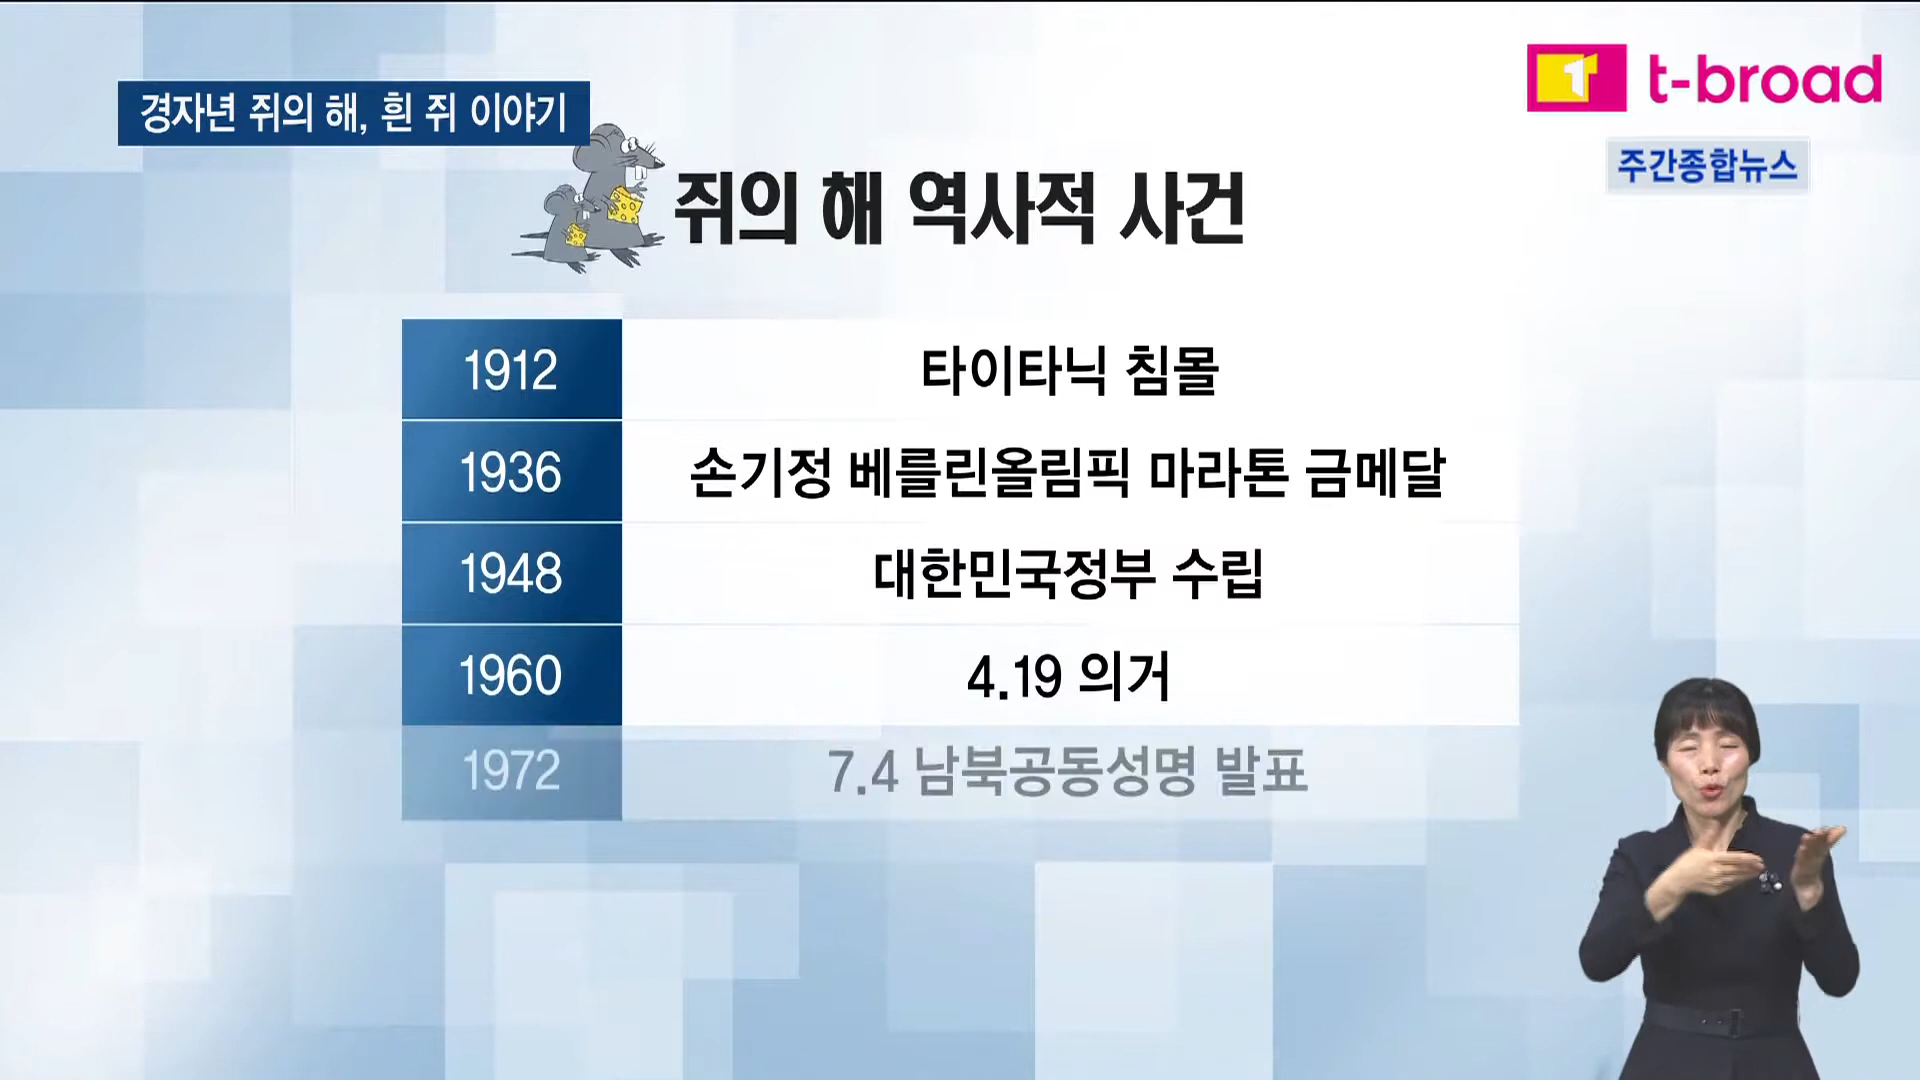 경자년 쥐의 해, 흰 쥐 이야기
t-broad
주간종합뉴스
쥐의 해 역사적 사건
1912 타이타닉 침몰
1936 손기정 베를린올림픽 마라톤 금메달
1948 대한민국정부 수립
1960 4.19 의거
1972 7.4 남북공동성명 발표